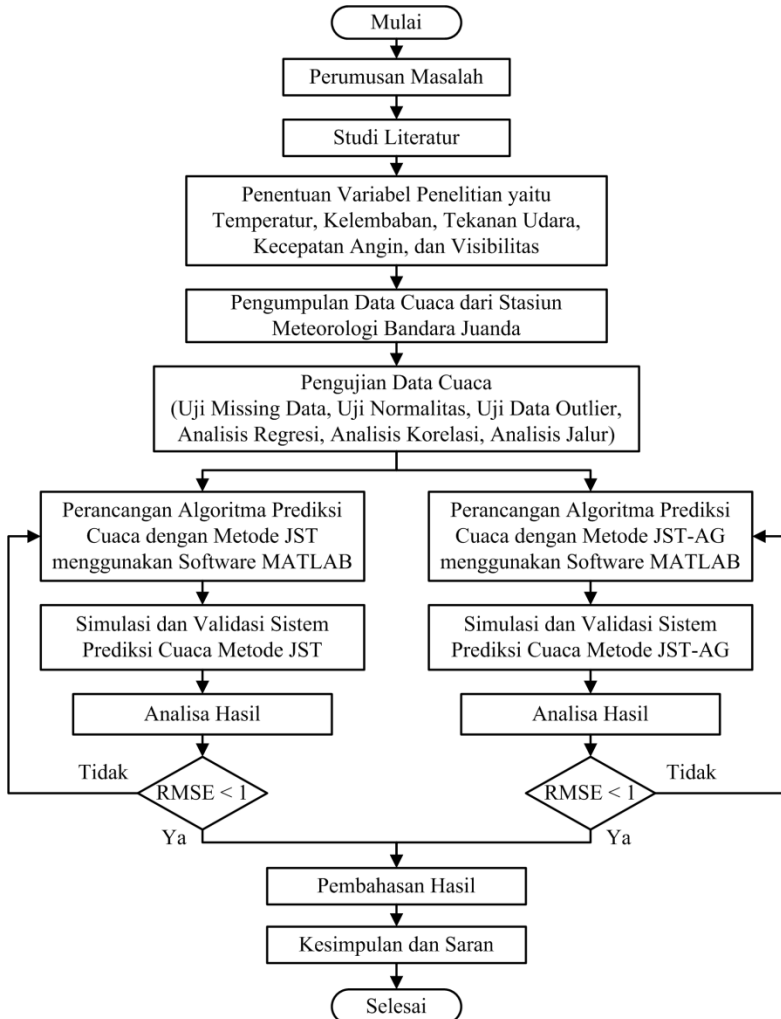 Mulai
Perumusan Masalah
Studi Literatur
Penentuan Variabel Penelitian yaitu
Temperatur, Kelembaban, Tekanan Udara,
Kecepatan Angin, dan Visibilitas
Pengumpulan Data Cuaca dari Stasiun
Meteorologi Bandara Juanda
Pengujian Data Cuaca
(Uji Missing Data, Uji Normalitas, Uji Data Outlier,
Analisis Regresi, Analisis Korelasi, Analisis Jalur)
Perancangan Algoritma Prediksi
Cuaca dengan Metode JST
menggunakan Software MATLAB
Simulasi dan Validasi Sistem
Prediksi Cuaca Metode JST
Analisa Hasil
Tidak
RMSE < 1
Ya
Perancangan Algoritma Prediksi
Cuaca dengan Metode JST-AG
menggunakan Software MATLAB
Simulasi dan Validasi Sistem
Prediksi Cuaca Metode JST-AG
Analisa Hasil
Tidak
RMSE < 1
Ya
Pembahasan Hasil
Kesimpulan dan Saran
Selesai